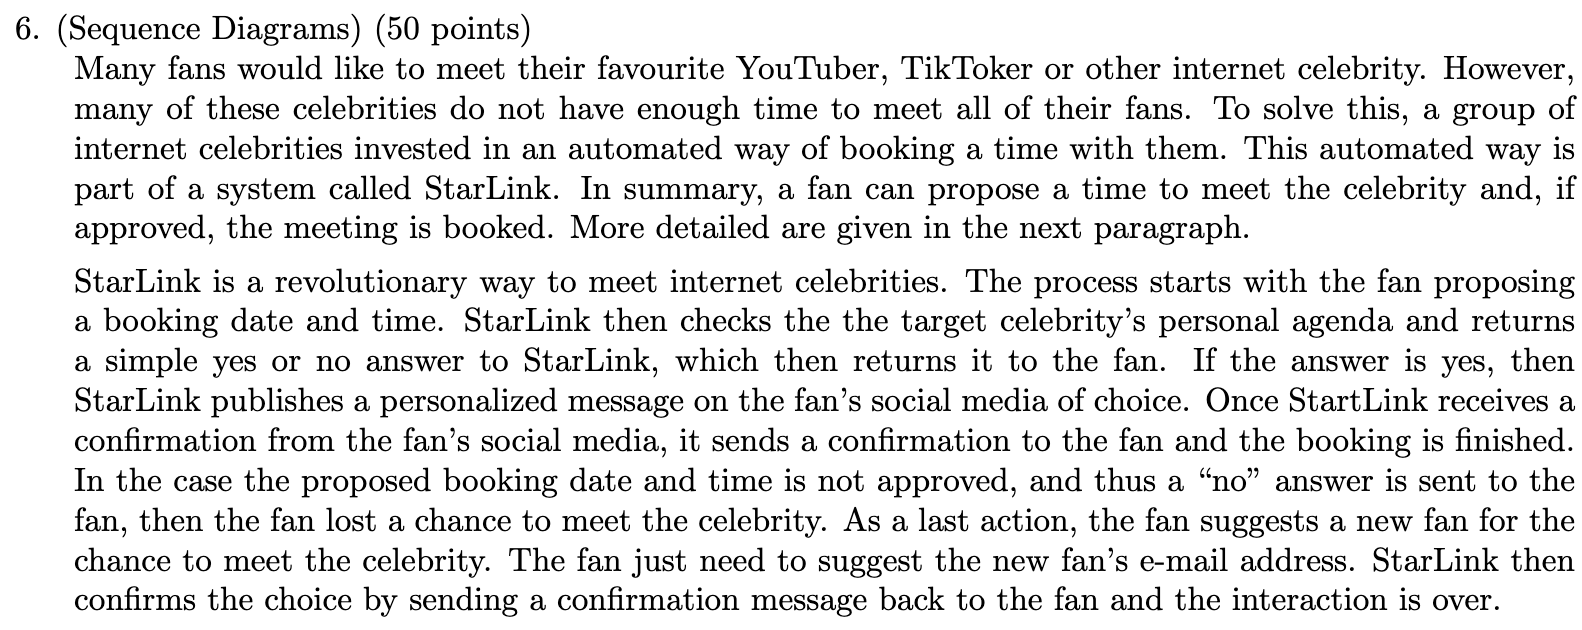 6. (Sequence Diagrams) (50 points)
Many fans would like to meet their favourite YouTuber, TikToker or other internet celebrity. However,
many of these celebrities do not have enough time to meet all of their fans. To solve this, a group of
internet celebrities invested in an automated way of booking a time with them. This automated way is
part of a system called StarLink. In summary, a fan can propose a time to meet the celebrity and, if
approved, the meeting is booked. More detailed are given in the next paragraph.
StarLink is a revolutionary way to meet internet celebrities. The process starts with the fan proposing
a booking date and time. StarLink then checks the the target celebrity's personal agenda and returns
a simple yes or no answer to StarLink, which then returns it to the fan. If the answer is yes, then
StarLink publishes a personalized message on the fan's social media of choice. Once StartLink receives a
confirmation from the fan's social media, it sends a confirmation to the fan and the booking is finished.
In the case the proposed booking date and time is not approved, and thus a “no” answer is sent to the
fan, then the fan lost a chance to meet the celebrity. As a last action, the fan suggests a new fan for the
chance to meet the celebrity. The fan just need to suggest the new fan's e-mail address. StarLink then
confirms the choice by sending a confirmation message back to the fan and the interaction is over.